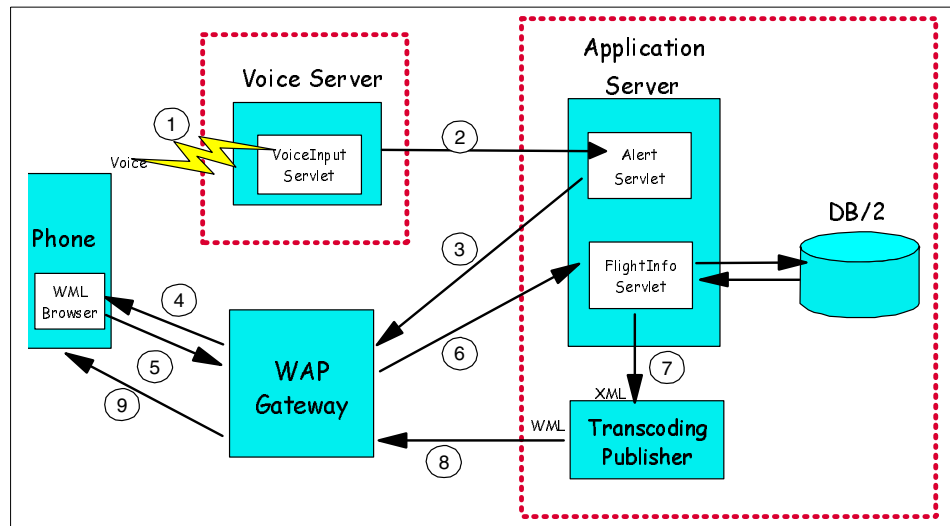 Application
Server
Voice Server
1
Voice
VoiceInput
Servlet
2
Alert
Servlet
DB/2
Phone
3
FlightInfo
Servlet
WML
Browser
4
5
WAP
Gateway
6
7
9
XML
WML
Transcoding
Publisher
8